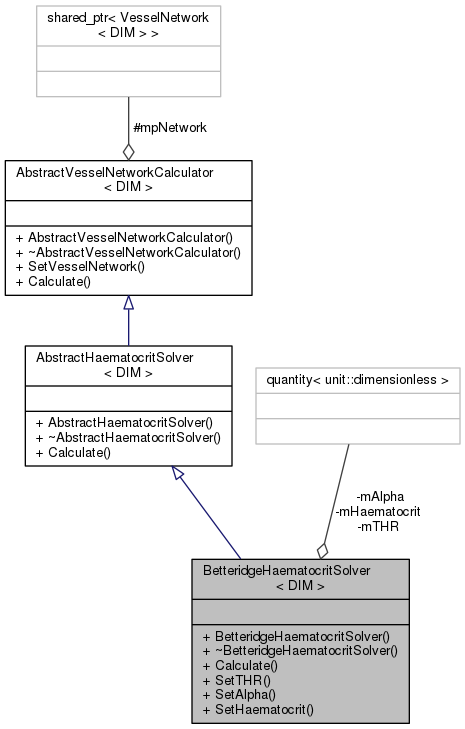 shared_ptr< VesselNetwork
< DIM > >
#mpNetwork
AbstractVesselNetworkCalculator
< DIM >
+ AbstractVesselNetworkCalculator()
+ ~AbstractVesselNetworkCalculator()
+ SetVesselNetwork()
+ Calculate()
AbstractHaematocritSolver
< DIM >
+ AbstractHaematocritSolver()
+ ~AbstractHaematocritSolver()
+ Calculate()
quantity< unit::dimensionless >
-mAlpha
-mHaematocrit
-mTHR
BetteridgeHaematocritSolver
< DIM >
+ BetteridgeHaematocritSolver()
+ ~BetteridgeHaematocritSolver()
+ Calculate()
+ SetTHR()
+ SetAlpha()
+ SetHaematocrit()